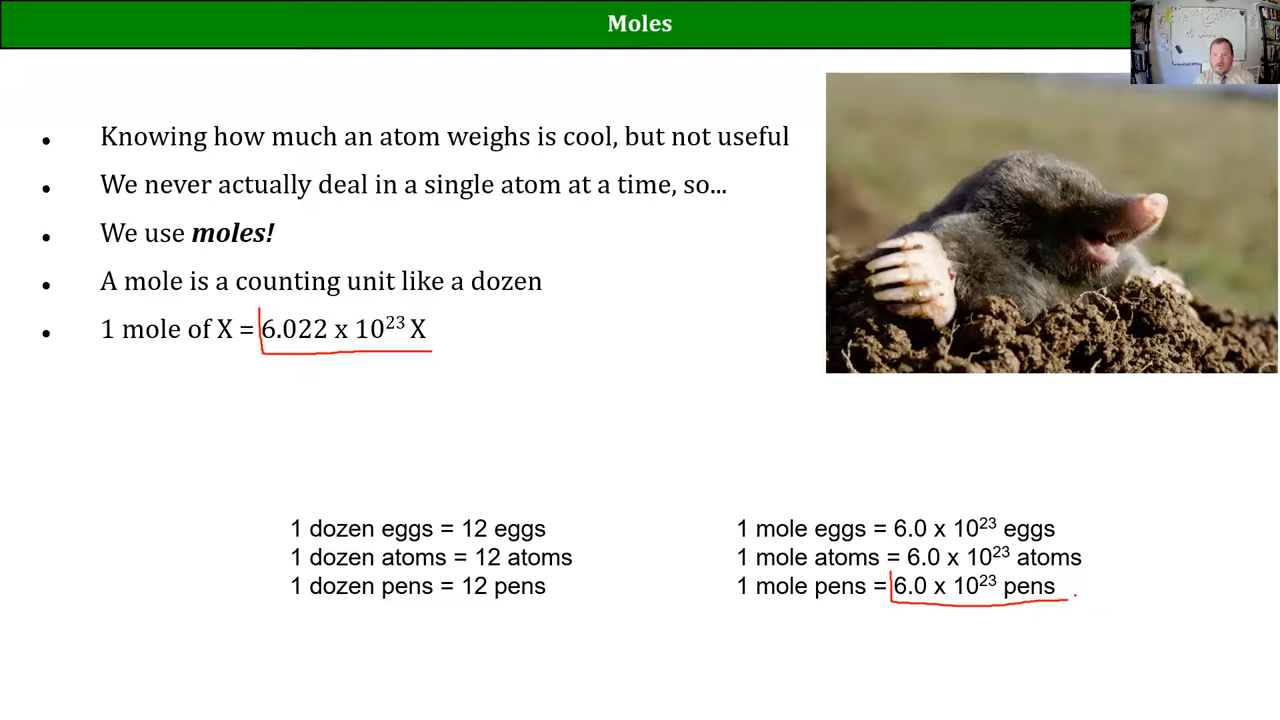 Moles
Knowing how much an atom weighs is cool, but not useful
We never actually deal in a single atom at a time, so...
We use moles!
A mole is a counting unit like a dozen
1 mole of X = 6.022 x 10²³ X
1 dozen eggs = 12 eggs
1 dozen atoms = 12 atoms
1 dozen pens = 12 pens
1 mole eggs = 6.0 x 10²³ eggs
1 mole atoms = 6.0 x 10²³ atoms
1 mole pens = 6.0 x 10²³ pens